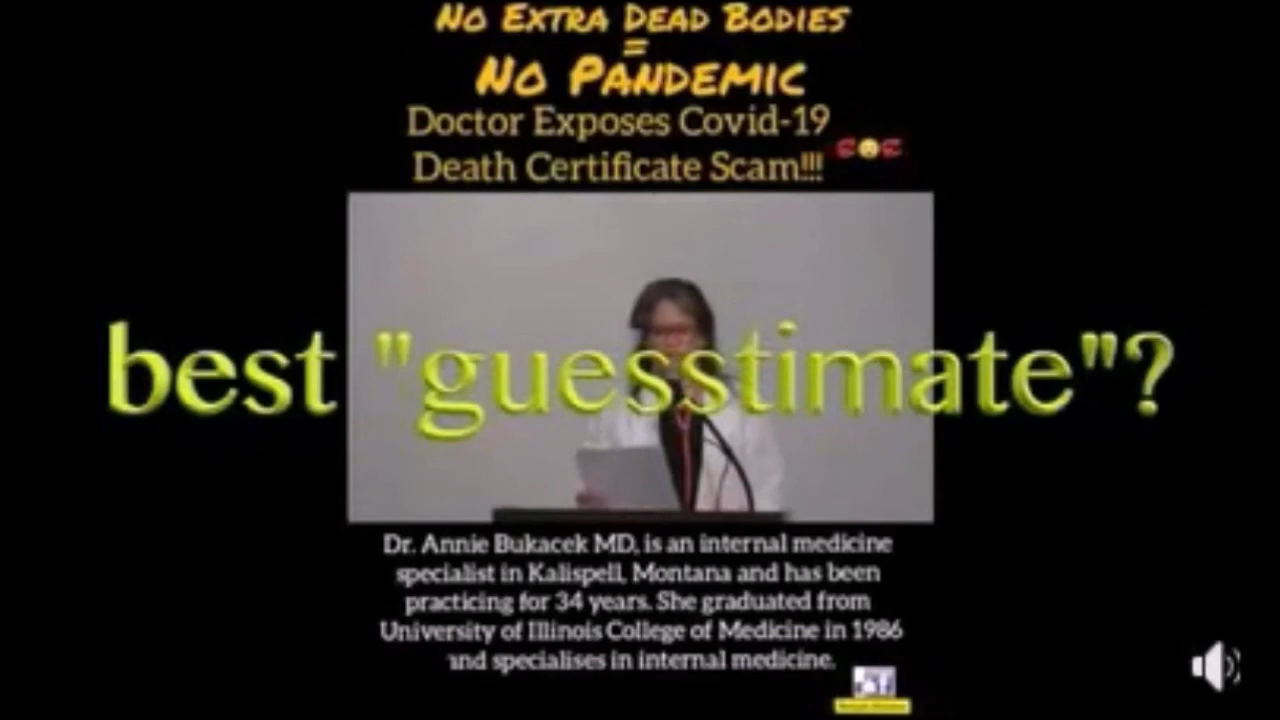 No Extra Dead Bodies
=
No Pandemic
Doctor Exposes Covid-19
Death Certificate Scam!!!
best "guesstimate"?
Dr. Annie Bukacek MD, is an internal medicine
specialist in Kalispell, Montana and has been
practicing for 34 years. She graduated from
University of Illinois College of Medicine in 1986
and specialises in internal medicine.